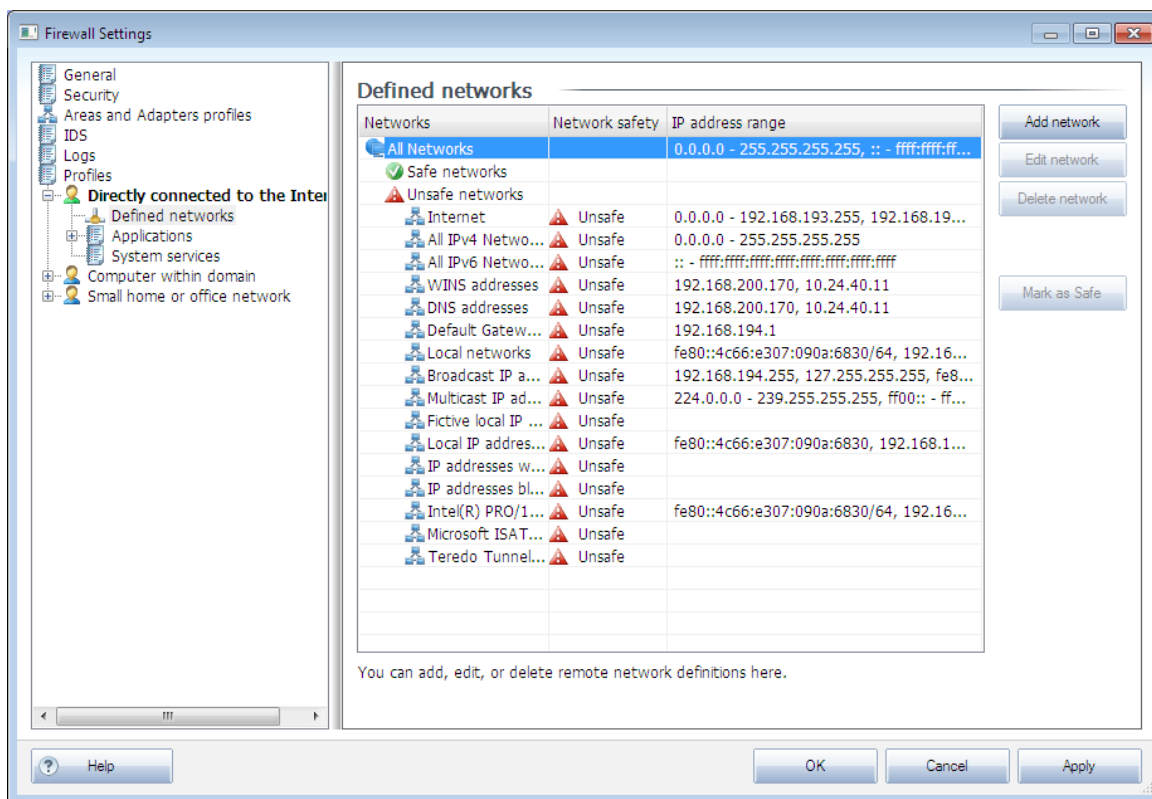 Firewall Settings
General
Security
Areas and Adapters profiles
IDS
Logs
Profiles
Directly connected to the Inter
Defined networks
Applications
System services
Computer within domain
Small home or office network
Defined networks
Networks Network safety IP address range
All Networks 0.0.0.0 - 255.255.255.255, :: - ffff:ffff:ff...
Safe networks
Unsafe networks
Internet Unsafe 0.0.0.0 - 192.168.193.255, 192.168.19...
All IPv4 Netwo... Unsafe 0.0.0.0 - 255.255.255.255
All IPv6 Netwo... Unsafe :: - ffff:ffff:ffff:ffff:ffff:ffff:ffff:ffff
WINS addresses Unsafe 192.168.200.170, 10.24.40.11
DNS addresses Unsafe 192.168.200.170, 10.24.40.11
Default Gatew... Unsafe 192.168.194.1
Local networks Unsafe fe80::4c66:e307:090a:6830/64, 192.16...
Broadcast IP a... Unsafe 192.168.194.255, 127.255.255.255, fe8...
Multicast IP ad... Unsafe 224.0.0.0 - 239.255.255.255, ff00:: - ff...
Fictive local IP ... Unsafe
Local IP addres... Unsafe fe80::4c66:e307:090a:6830, 192.168.1...
IP addresses w... Unsafe
IP addresses bl... Unsafe
Intel(R) PRO/1... Unsafe fe80::4c66:e307:090a:6830/64, 192.16...
Microsoft ISAT... Unsafe
Teredo Tunnel... Unsafe
Add network
Edit network
Delete network
Mark as Safe
You can add, edit, or delete remote network definitions here.
Help
OK
Cancel
Apply